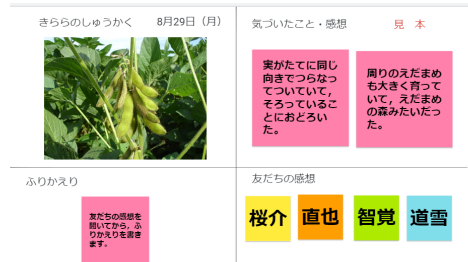 きららのしゅうかく 8月29日(月)
気づいたこと・感想 見本
実がたてに同じ
向きでつらなっ
てついていて，
そろっているこ
とにおどろい
た。
周りのえだまめ
も大きく育って
いて，えだまめ
の森みたいだっ
た。
ふりかえり
友だちの感想を
聞いてから，ふ
りかえりを書き
ます。
友だちの感想
桜介
直也
智覚
道雪